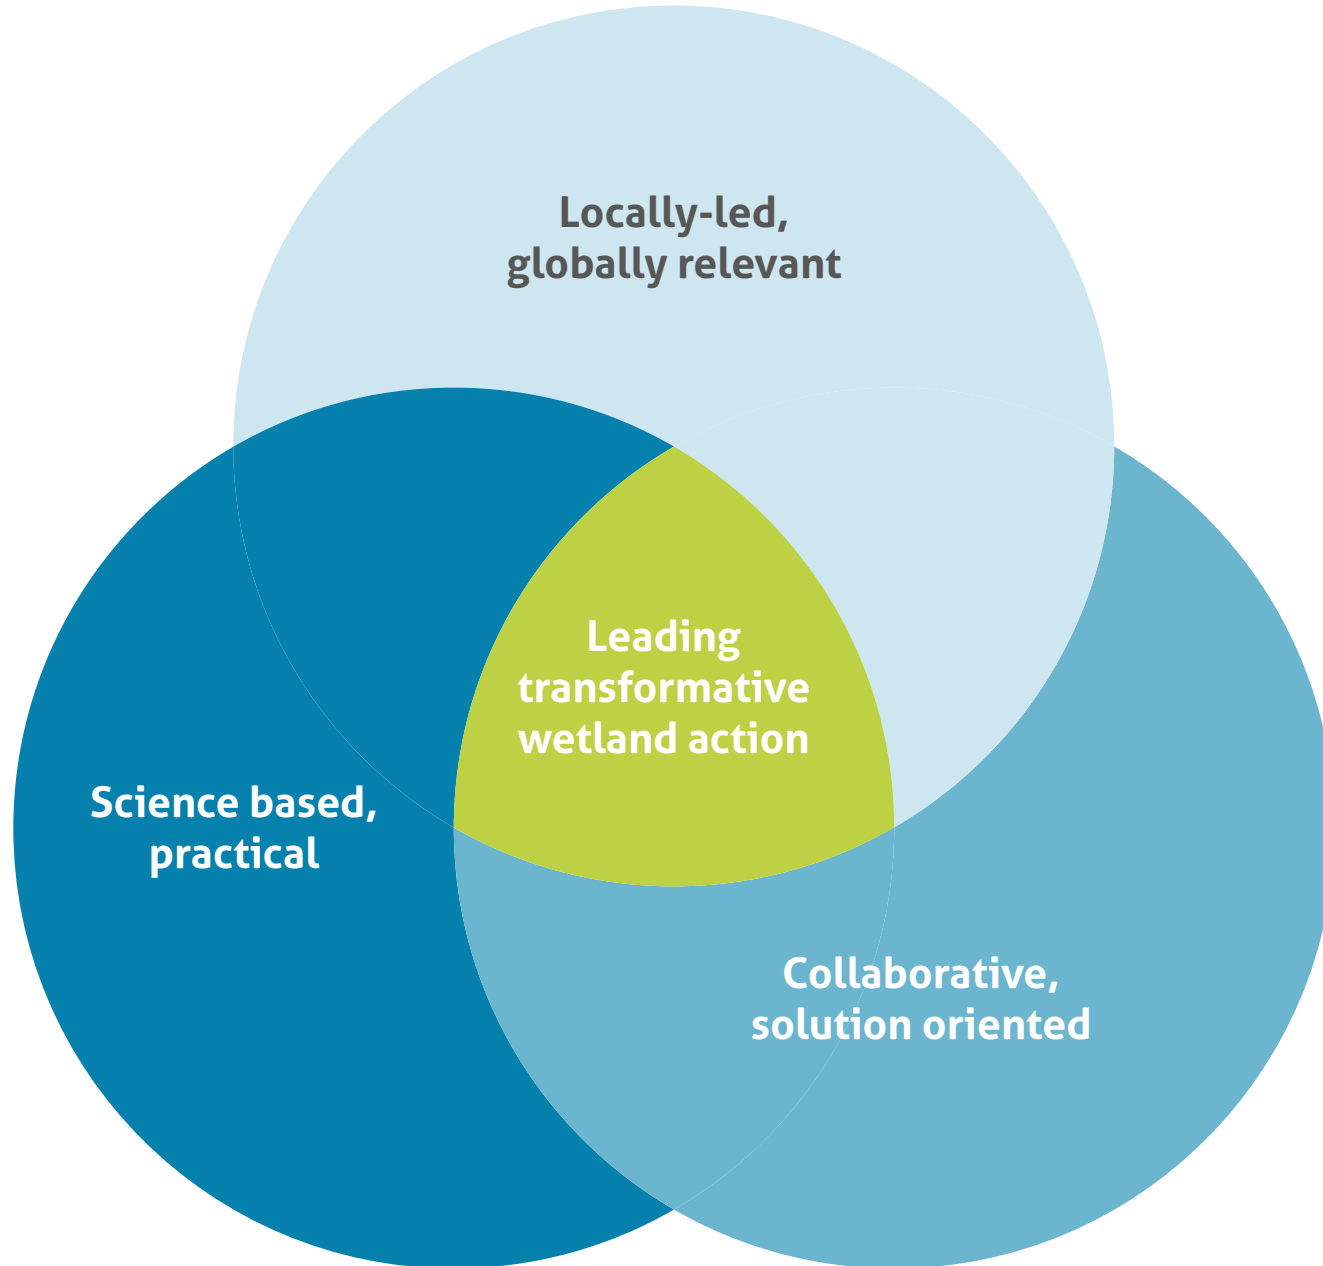 Locally-led,
globally relevant
Leading
transformative
wetland action
Science based,
practical
Collaborative,
solution oriented